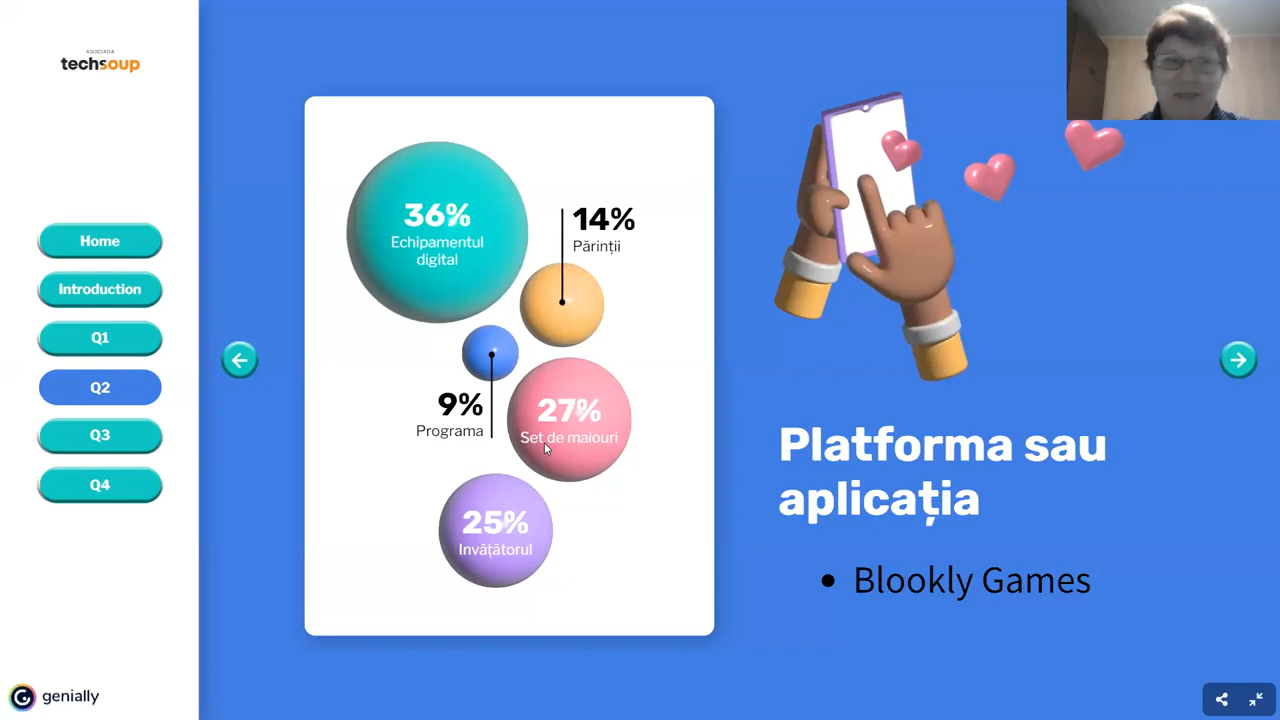 ASOCIAȚIA
techsoup
Home
Introduction
Q1
Q2
Q3
Q4
36%
Echipamentul
digital
14%
Părinții
9%
Programa
27%
Set de maiouri
25%
Invățătorul
Platforma sau
aplicația
• Blookly Games
genially